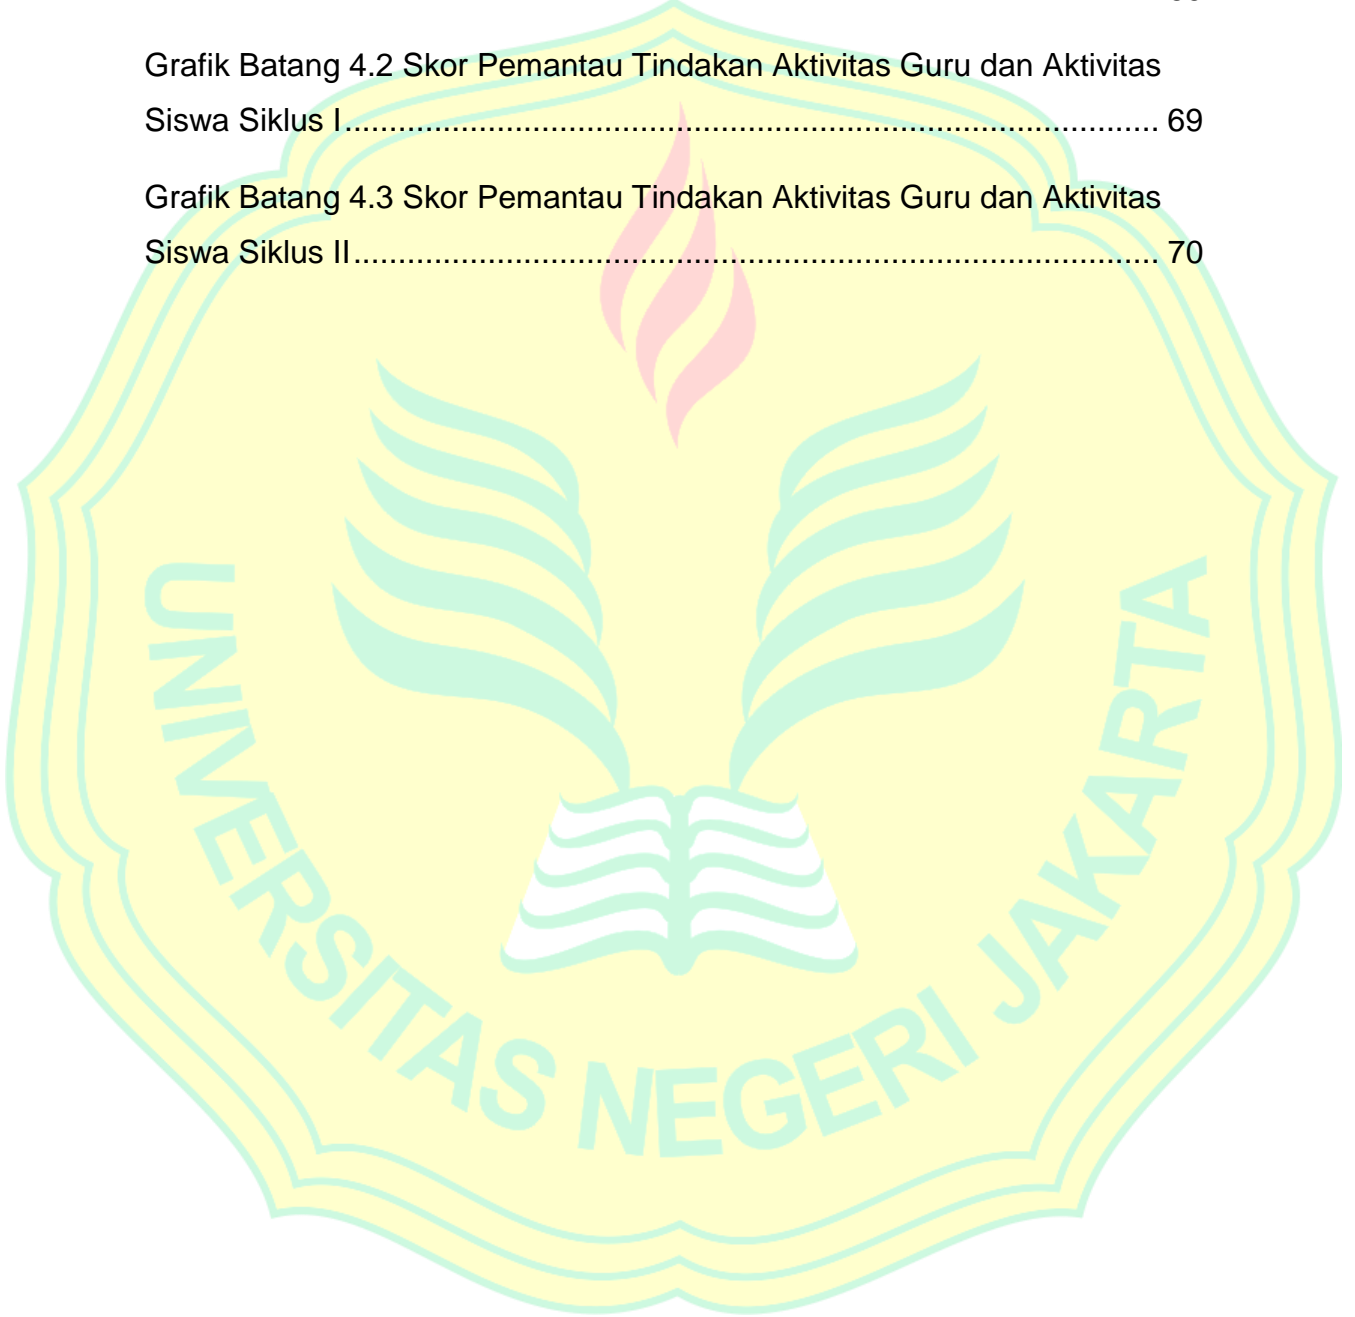 Grafik Batang 4.2 Skor Pemantau Tindakan Aktivitas Guru dan Aktivitas
Siswa Siklus I........................................................................................... 69
Grafik Batang 4.3 Skor Pemantau Tindakan Aktivitas Guru dan Aktivitas
Siswa Siklus II.......................................................................................... 70
UNIVERSITAS NEGERI JAKARTA